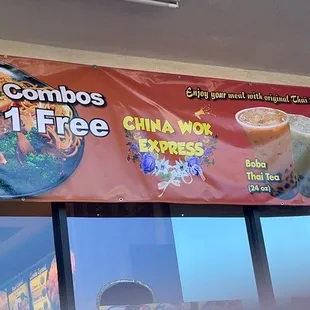 Combos
1 Free
CHINA WOK
EXPRESS
Enjoy your meal with original Thai
Boba
Thai Tea
(24 oz)